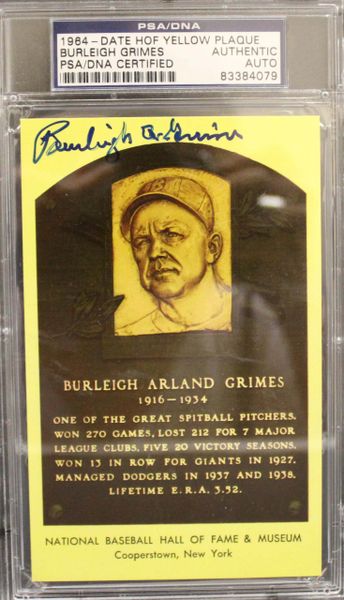 PSA/DNA
1964 - DATE HOF YELLOW PLAQUE
BURLEIGH GRIMES AUTHENTIC
PSA/DNA CERTIFIED AUTO
83384079
Burleigh A. Grimes
BURLEIGH ARLAND GRIMES
1916 – 1934
ONE OF THE GREAT SPITBALL PITCHERS.
WON 270 GAMES, LOST 212 FOR 7 MAJOR
LEAGUE CLUBS. FIVE 20 VICTORY SEASONS.
WON 13 IN ROW FOR GIANTS IN 1927.
MANAGED DODGERS IN 1937 AND 1938.
LIFETIME E.R.A. 3.52.
NATIONAL BASEBALL HALL OF FAME & MUSEUM
Cooperstown, New York